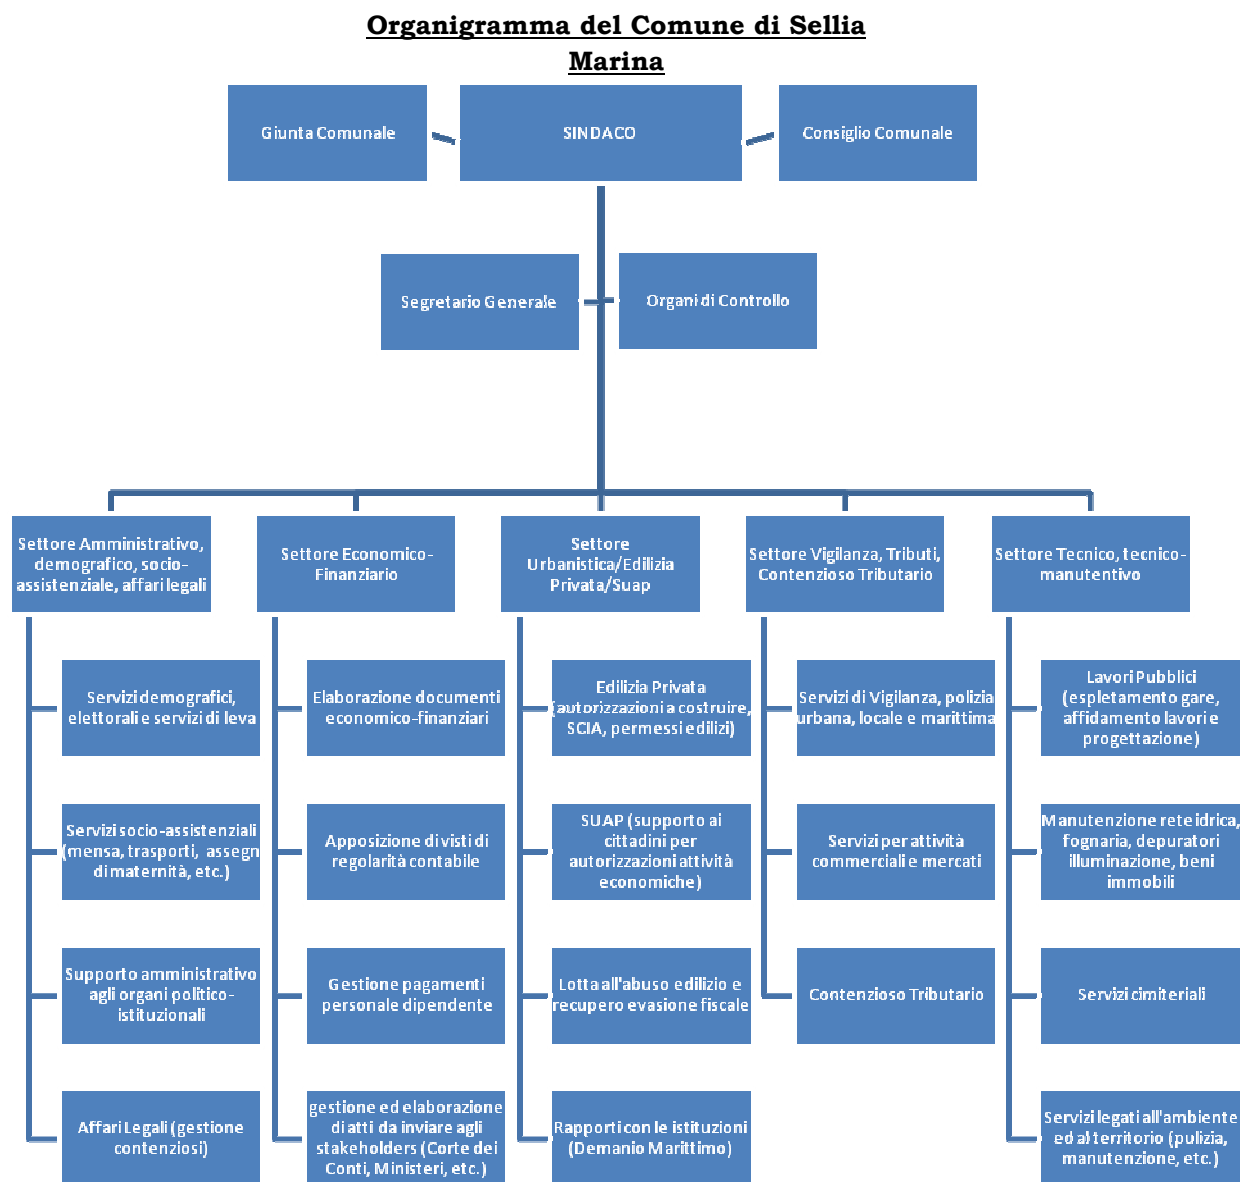 Organigramma del Comune di Sellia
Marina
Giunta Comunale
SINDACO
Consiglio Comunale
Segretario Generale
Organi di Controllo
Settore Amministrativo,
demografico, socio-
assistenziale, affari legali
Settore Economico-
Finanziario
Settore
Urbanistica/Edilizia
Privata/Suap
Settore Vigilanza, Tributi,
Contenzioso Tributario
Settore Tecnico, tecnico-
manutentivo
Servizi demografici,
elettorali e servizi di leva
Servizi socio-assistenziali
(mensa, trasporti, assegn
di maternità, etc.)
Supporto amministrativo
agli organi politico-
istituzionali
Affari Legali (gestione
contenziosi)
Elaborazione documenti
economico-finanziari
Apposizione di visti di
regolarità contabile
Gestione pagamenti
personale dipendente
gestione ed elaborazione
di atti da inviare agli
stakeholders (Corte dei
Conti, Ministeri, etc.)
Edilizia Privata
(autorizzazioni a costruire,
SCIA, permessi edilizi)
SUAP (supporto ai
cittadini per
autorizzazioni attività
economiche)
Lotta all'abuso edilizio e
recupero evasione fiscale
Rapporti con le istituzioni
(Demanio Marittimo)
Servizi di Vigilanza, polizia
urbana, locale e marittima
Servizi per attività
commerciali e mercati
Contenzioso Tributario
Lavori Pubblici
(espletamento gare,
affidamento lavori e
progettazione)
Manutenzione rete idrica,
fognaria, depuratori
illuminazione, beni
immobili
Servizi cimiteriali
Servizi legati all'ambiente
ed al territorio (pulizia,
manutenzione, etc.)